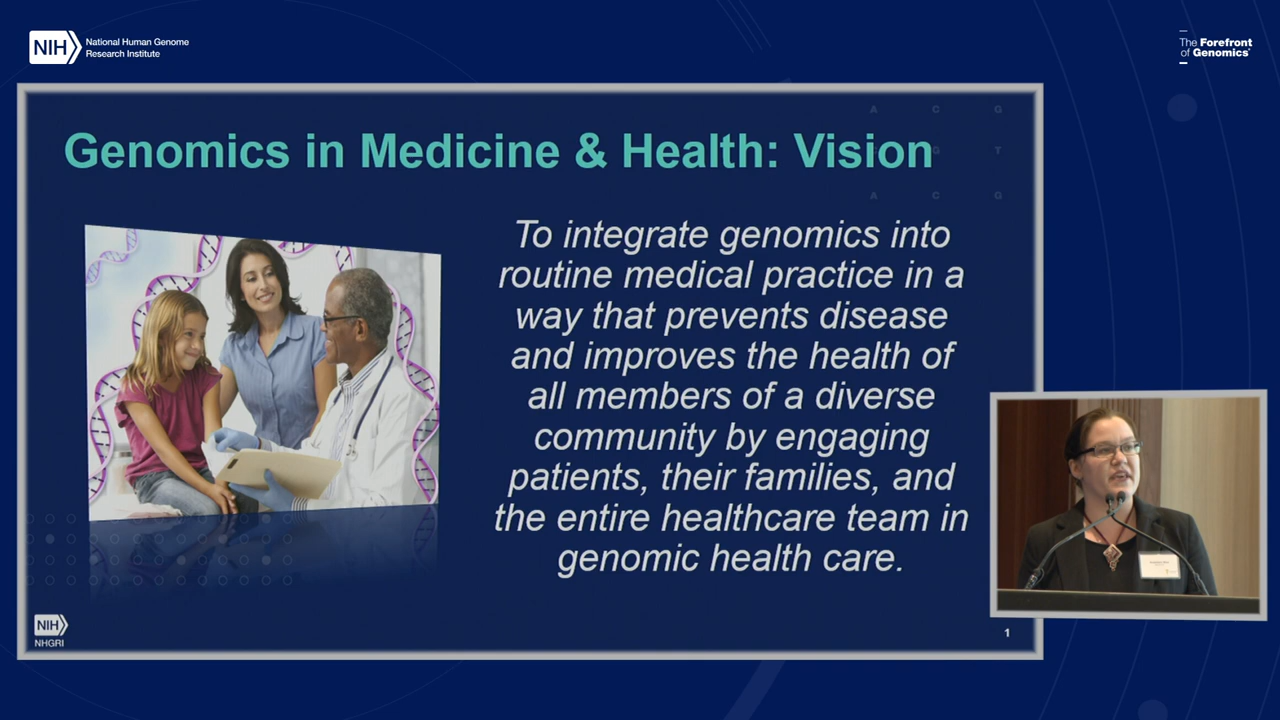 NIH
National Human Genome
Research Institute
The Forefront
of Genomics®
A C G
Genomics in Medicine & Health: Vision
G T
A C G
To integrate genomics into
routine medical practice in a
way that prevents disease
and improves the health of
all members of a diverse
community by engaging
patients, their families, and
the entire healthcare team in
genomic health care.
NIH
NHGRI
1